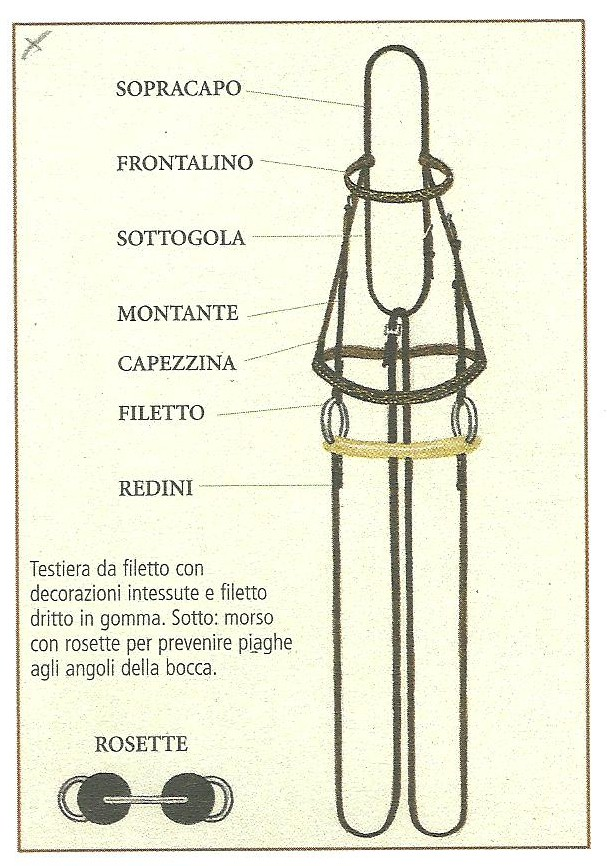 SOPRACAPO
FRONTALINO
SOTTOGOLA
MONTANTE
CAPEZZINA
FILETTO
REDINI
Testiera da filetto con
decorazioni intessute e filetto
dritto in gomma. Sotto: morso
con rosette per prevenire piaghe
agli angoli della bocca.
ROSETTE